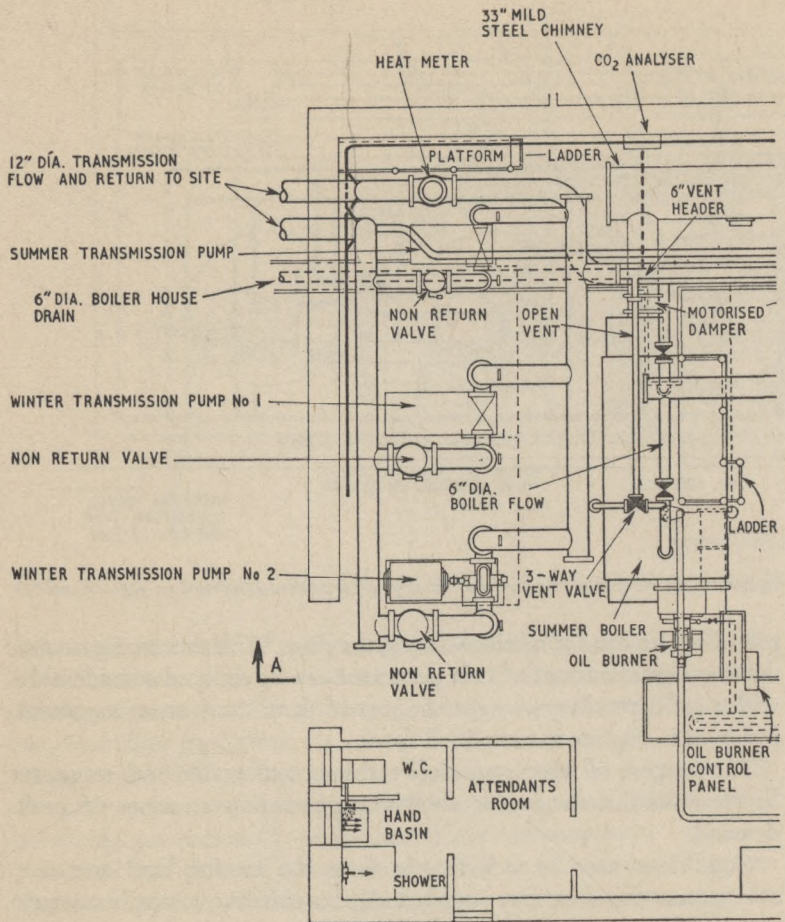 33" MILD
STEEL CHIMNEY
HEAT METER
CO₂ ANALYSER
12" DÍA. TRANSMISSION
FLOW AND RETURN TO SITE
PLATFORM
LADDER
6" VENT
HEADER
SUMMER TRANSMISSION PUMP
6" DIA. BOILER HOUSE
DRAIN
NON RETURN
VALVE
OPEN
VENT
MOTORISED
DAMPER
WINTER TRANSMISSION PUMP No 1
NON RETURN VALVE
6" DIA.
BOILER FLOW
LADDER
WINTER TRANSMISSION PUMP No 2
3-WAY
VENT VALVE
SUMMER BOILER
OIL BURNER
A
NON RETURN
VALVE
OIL BURNER
CONTROL
PANEL
W.C.
ATTENDANTS
ROOM
HAND
BASIN
SHOWER